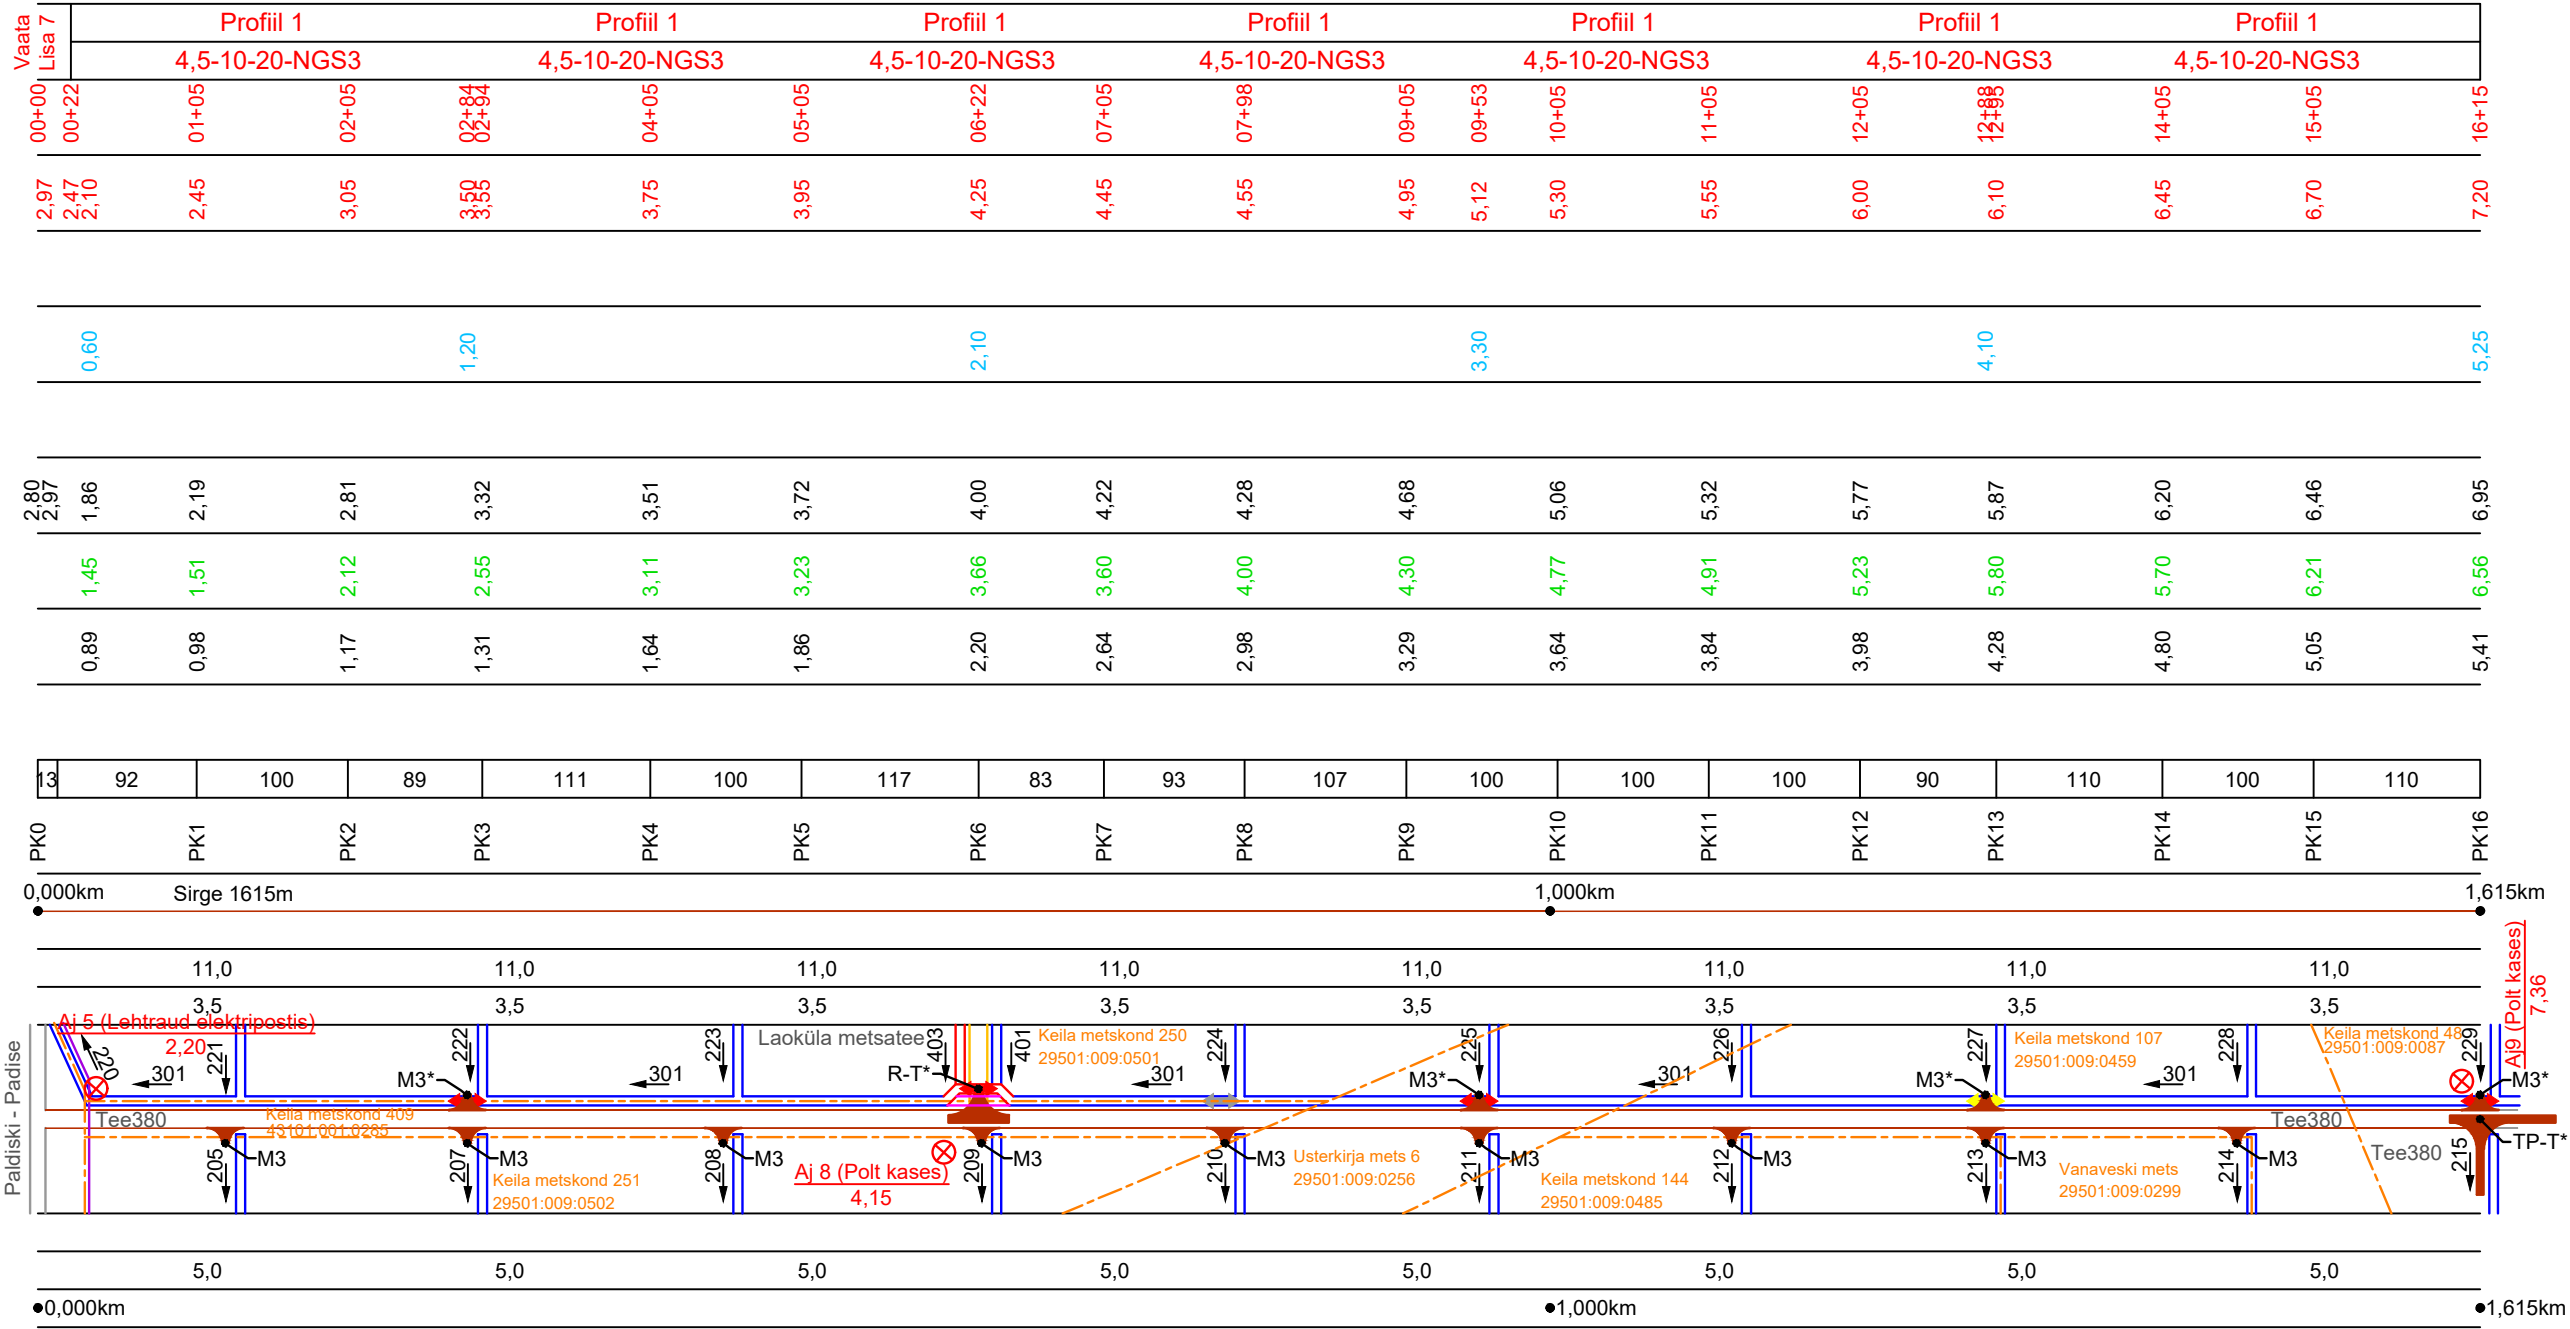 Vaata
Lisa 7
Profiil 1 Profiil 1 Profiil 1 Profiil 1 Profiil 1 Profiil 1 Profiil 1
4,5-10-20-NGS3 4,5-10-20-NGS3 4,5-10-20-NGS3 4,5-10-20-NGS3 4,5-10-20-NGS3 4,5-10-20-NGS3 4,5-10-20-NGS3
00+00 00+22 01+05 02+05 02+84 02+94 04+05 05+05 06+22 07+05 07+98 09+05 09+53 10+05 11+05 12+05 12+88 12+95 14+05 15+05 16+15
2,97 2,47 2,10 2,45 3,05 3,50 3,55 3,75 3,95 4,25 4,45 4,55 4,95 5,12 5,30 5,55 6,00 6,10 6,45 6,70 7,20
0,60 1,20 2,10 3,30 4,10 5,25
2,80 2,97 1,86 2,19 2,81 3,32 3,51 3,72 4,00 4,22 4,28 4,68 5,06 5,32 5,77 5,87 6,20 6,46 6,95
1,45 1,51 2,12 2,55 3,11 3,23 3,66 3,60 4,00 4,30 4,77 4,91 5,23 5,80 5,70 6,21 6,56
0,89 0,98 1,17 1,31 1,64 1,86 2,20 2,64 2,98 3,29 3,64 3,84 3,98 4,28 4,80 5,05 5,41
13 92 100 89 111 100 117 83 93 107 100 100 100 90 110 100 110
PK0 PK1 PK2 PK3 PK4 PK5 PK6 PK7 PK8 PK9 PK10 PK11 PK12 PK13 PK14 PK15 PK16
0,000km Sirge 1615m 1,000km 1,615km
11,0 11,0 11,0 11,0 11,0 11,0 11,0 11,0
3,5 3,5 3,5 3,5 3,5 3,5 3,5 3,5
Paldiski - Padise
Aj 5 (Lehtraud elektripostis)
2,20
220 221 222 223 403 401 224 225 226 227 228 229
Laoküla metsatee
Keila metskond 250
29501:009:0501
Keila metskond 107
29501:009:0459
Keila metskond 48
29501:009:0087
Aj9 (Polt kases)
7,36
301 301 301 301 301
M3* R-T* M3* M3* M3*
Tee380
Keila metskond 409
43101:001:0285
Tee380
Tee380
TP-T*
205 207 208 209 210 211 212 213 214 215
M3 M3 M3 M3 M3 M3 M3 M3 M3
Keila metskond 251
29501:009:0502
Aj 8 (Polt kases)
4,15
Usterkirja mets 6
29501:009:0256
Keila metskond 144
29501:009:0485
Vanaveski mets
29501:009:0299
5,0 5,0 5,0 5,0 5,0 5,0 5,0 5,0
0,000km 1,000km 1,615km